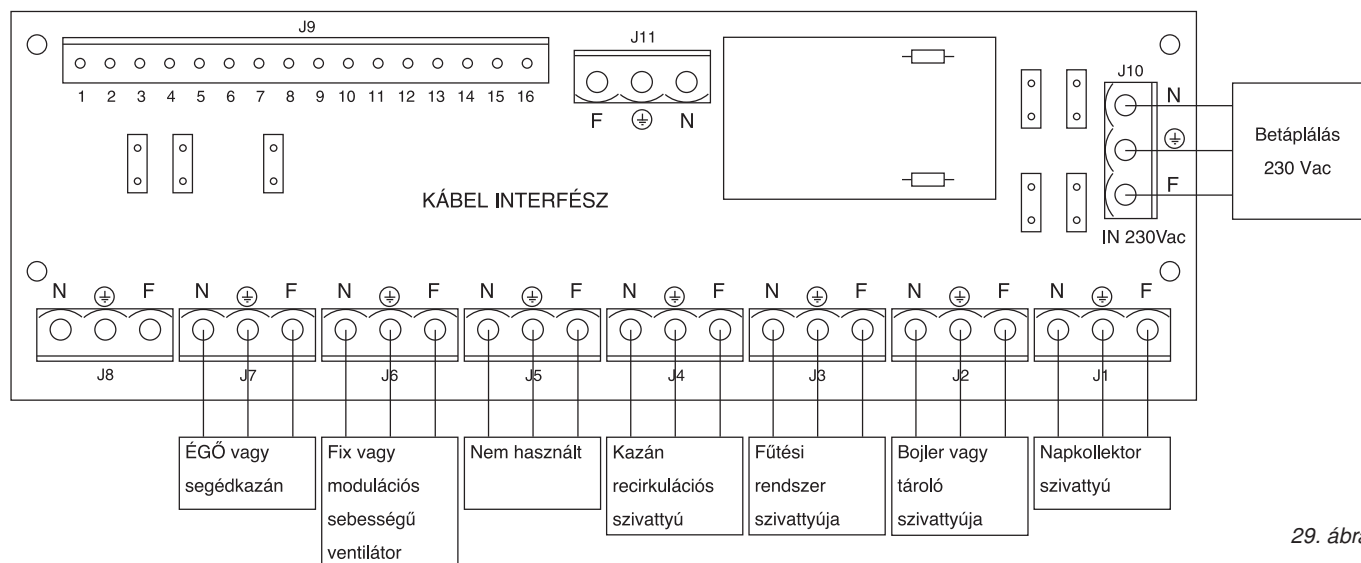 J9
J11
J10
1 2 3 4 5 6 7 8 9 10 11 12 13 14 15 16
F N
N
F
Betáplálás
230 Vac
KÁBEL INTERFÉSZ
IN 230Vac
N F N F N F N F N F N F N F N F
J8 J7 J6 J5 J4 J3 J2 J1
ÉGŐ vagy
segédkazán
Fix vagy
modulációs
sebességű
ventilátor
Nem használt
Kazán
recirkulációs
szivattyú
Fűtési
rendszer
szivattyúja
Bojler vagy
tároló
szivattyúja
Napkollektor
szivattyú
29. ábra